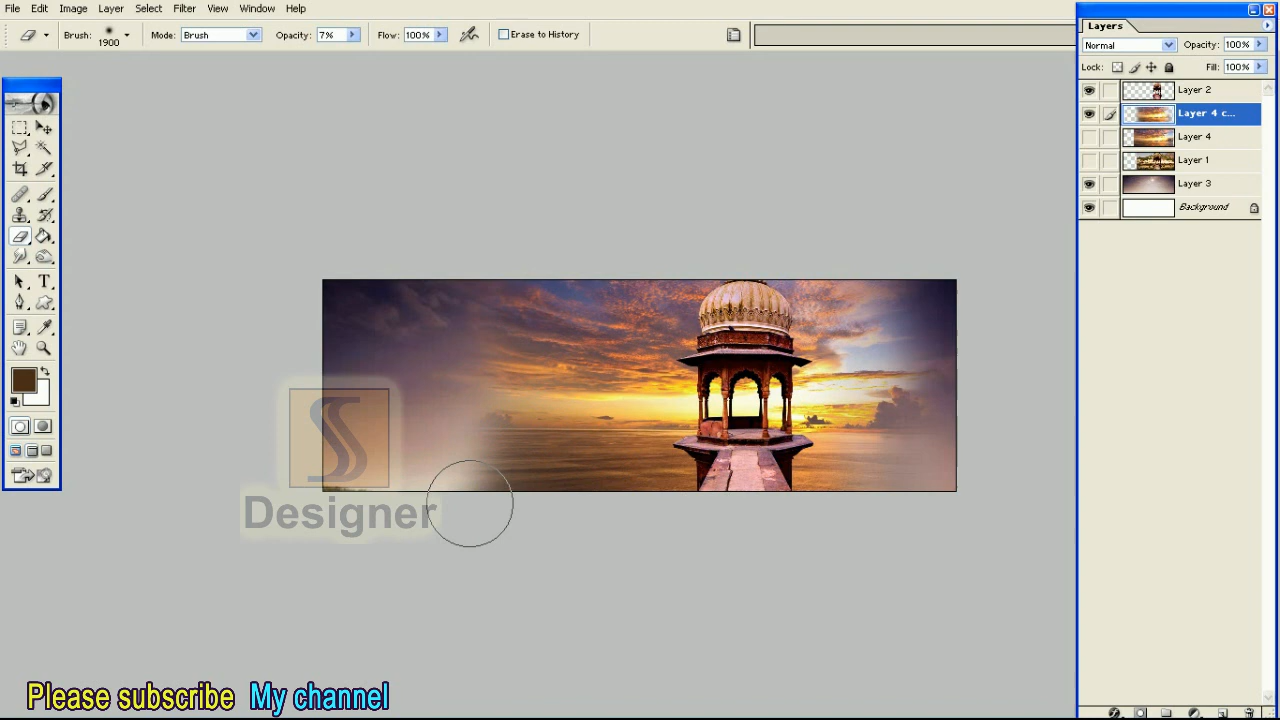 File Edit Image Layer Select Filter View Window Help
Brush: 1900 Mode: Brush Opacity: 7% Flow: 100% Erase to History
Layers
Normal Opacity: 100%
Lock: Fill: 100%
Layer 2
Layer 4 c...
Layer 4
Layer 1
Layer 3
Background
S
Designer
Please subscribe My channel